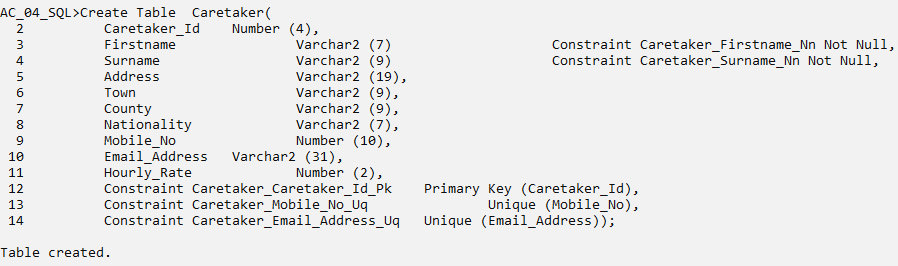 AC_04_SQL>Create Table  Caretaker(
2 Caretaker_Id Number (4),
3 Firstname Varchar2 (7) Constraint Caretaker_Firstname_Nn Not Null,
4 Surname Varchar2 (9) Constraint Caretaker_Surname_Nn Not Null,
5 Address Varchar2 (19),
6 Town Varchar2 (9),
7 County Varchar2 (9),
8 Nationality Varchar2 (7),
9 Mobile_No Number (10),
10 Email_Address Varchar2 (31),
11 Hourly_Rate Number (2),
12 Constraint Caretaker_Caretaker_Id_Pk Primary Key (Caretaker_Id),
13 Constraint Caretaker_Mobile_No_Uq Unique (Mobile_No),
14 Constraint Caretaker_Email_Address_Uq Unique (Email_Address));
Table created.